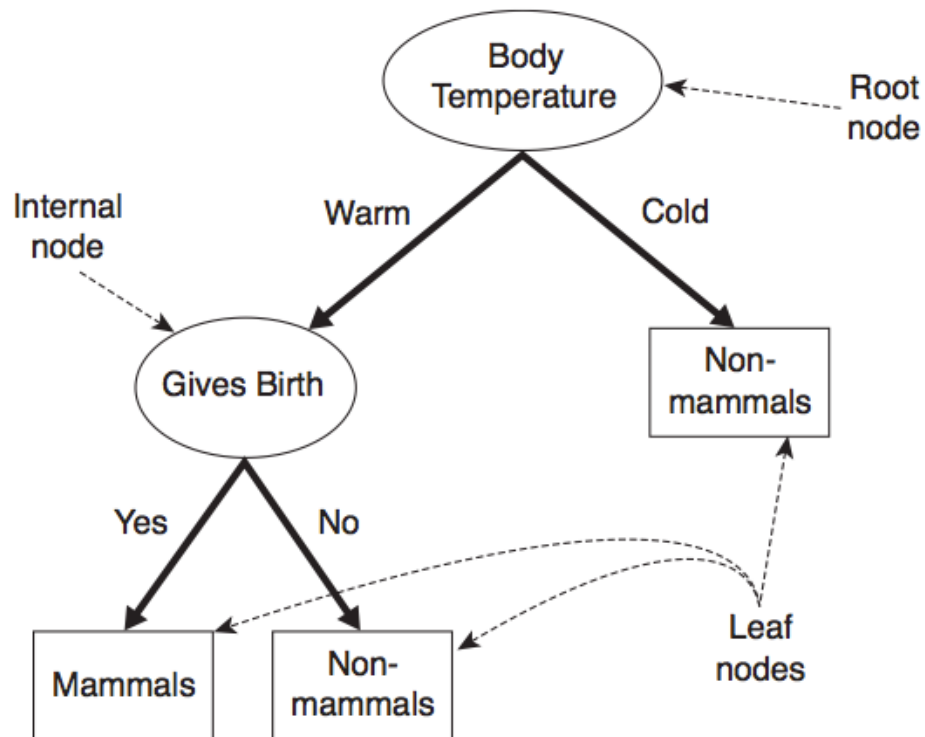 Body
Temperature
Root
node
Internal
node
Warm
Cold
Gives Birth
Non-
mammals
Yes
No
Mammals
Non-
mammals
Leaf
nodes